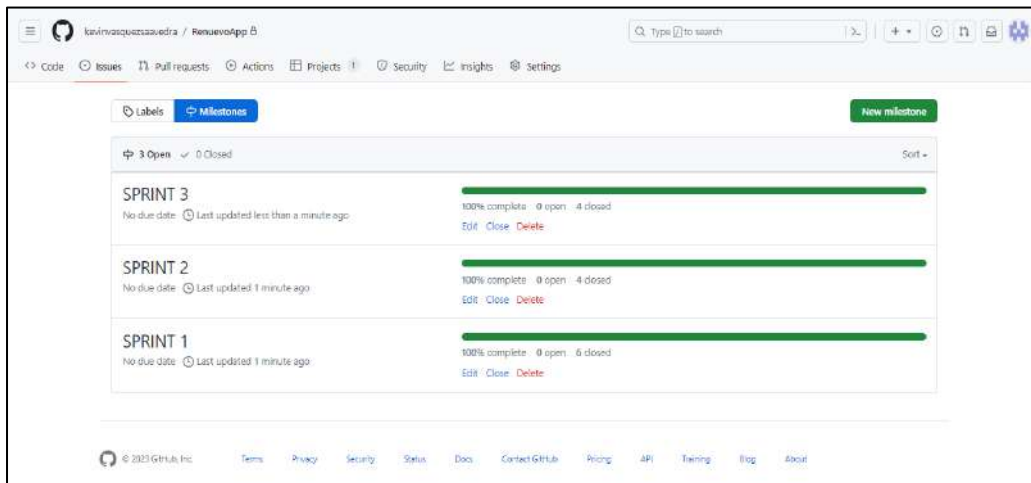 kevinvasquezsaavedra / RenuevoApp
Type / to search
Code Issues Pull requests Actions Projects 1 Security Insights Settings
Labels Milestones New milestone
3 Open 0 Closed Sort
SPRINT 3
No due date Last updated less than a minute ago
100% complete 0 open 4 closed
Edit Close Delete
SPRINT 2
No due date Last updated 1 minute ago
100% complete 0 open 4 closed
Edit Close Delete
SPRINT 1
No due date Last updated 1 minute ago
100% complete 0 open 6 closed
Edit Close Delete
© 2023 GitHub, Inc. Terms Privacy Security Status Docs Contact GitHub Pricing API Training Blog About